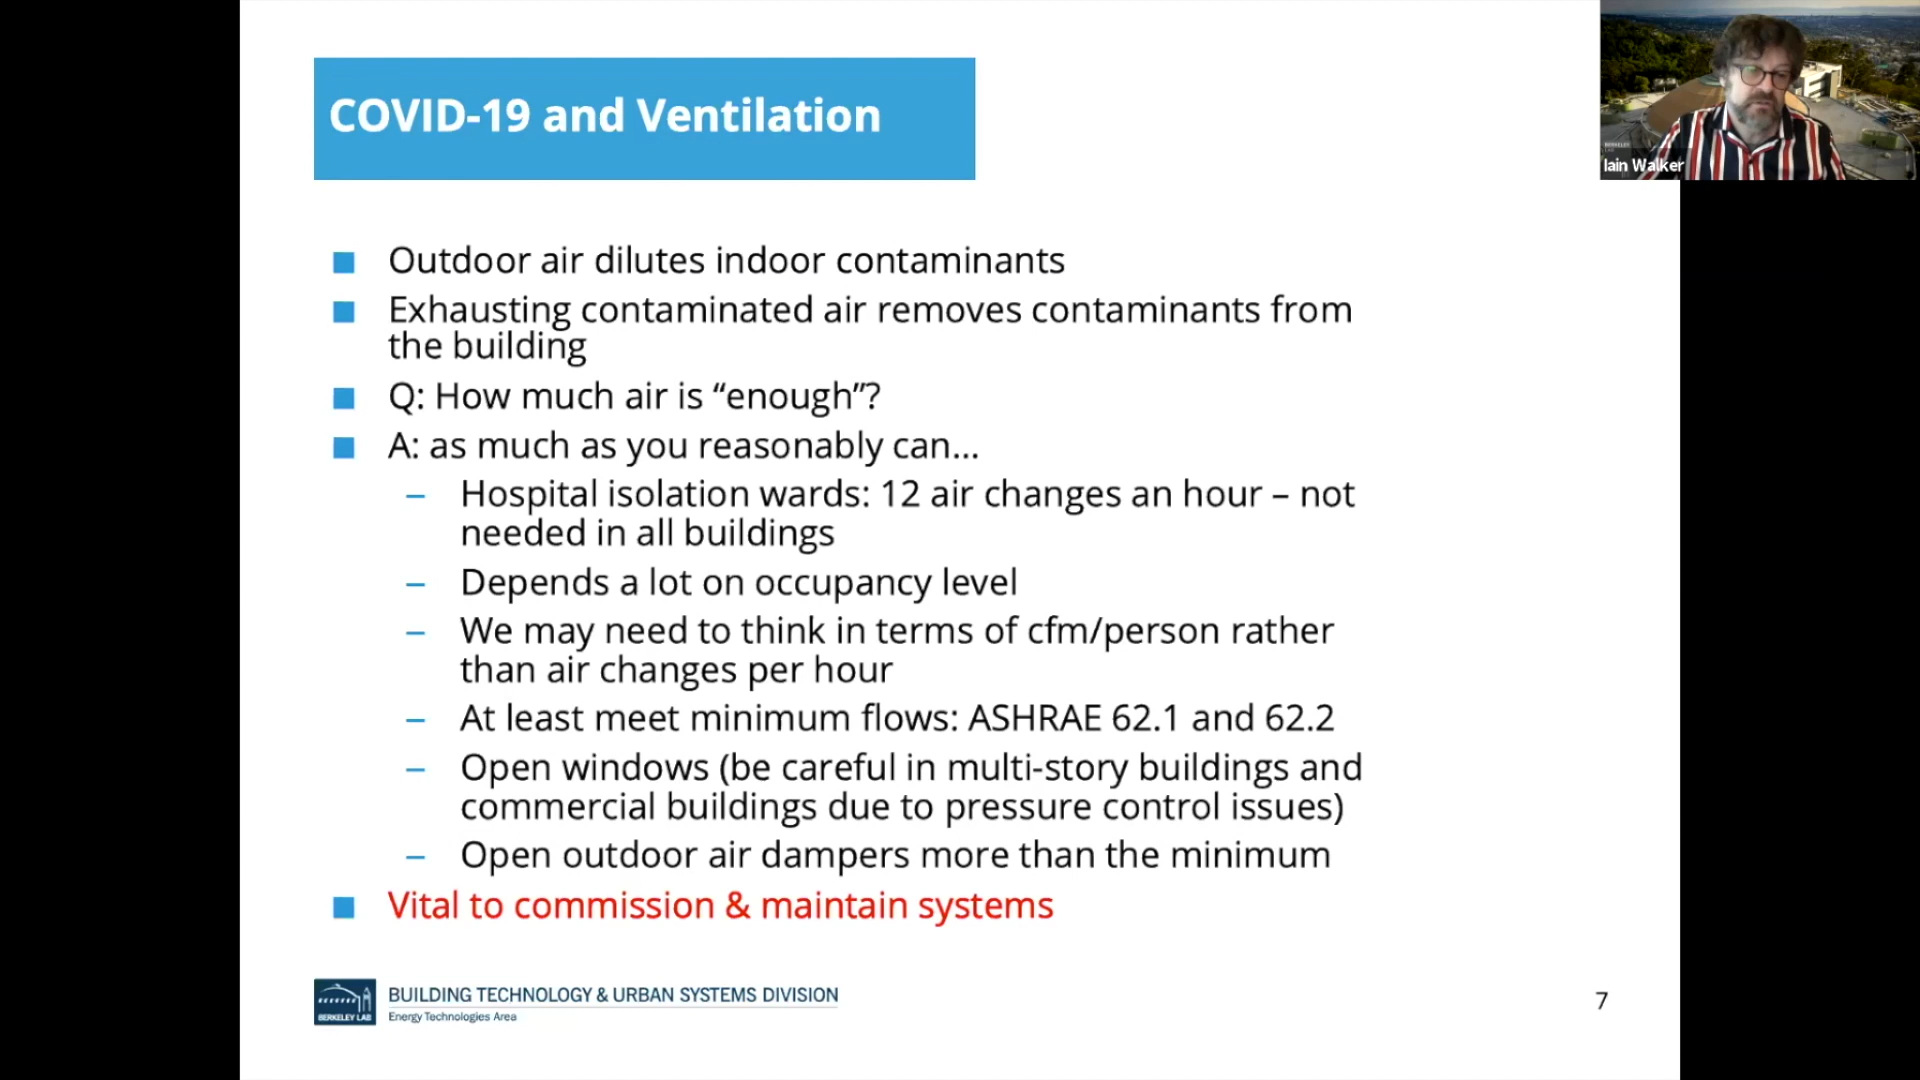 COVID-19 and Ventilation
Iain Walker
Outdoor air dilutes indoor contaminants
Exhausting contaminated air removes contaminants from
the building
Q: How much air is “enough”?
A: as much as you reasonably can...
– Hospital isolation wards: 12 air changes an hour – not
needed in all buildings
– Depends a lot on occupancy level
– We may need to think in terms of cfm/person rather
than air changes per hour
– At least meet minimum flows: ASHRAE 62.1 and 62.2
– Open windows (be careful in multi-story buildings and
commercial buildings due to pressure control issues)
– Open outdoor air dampers more than the minimum
Vital to commission & maintain systems
BERKELEY LAB
BUILDING TECHNOLOGY & URBAN SYSTEMS DIVISION
Energy Technologies Area
7